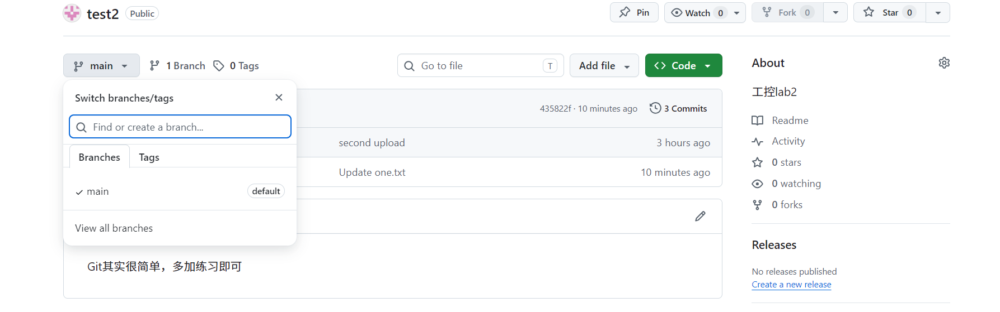 test2 Public
Pin
Watch 0
Fork 0
Star 0
main
1 Branch
0 Tags
Go to file T
Add file
Code
Switch branches/tags
Find or create a branch...
Branches
Tags
main default
View all branches
435822f · 10 minutes ago
3 Commits
second upload 3 hours ago
Update one.txt 10 minutes ago
Git其实很简单，多加练习即可
About
工控lab2
Readme
Activity
0 stars
0 watching
0 forks
Releases
No releases published
Create a new release